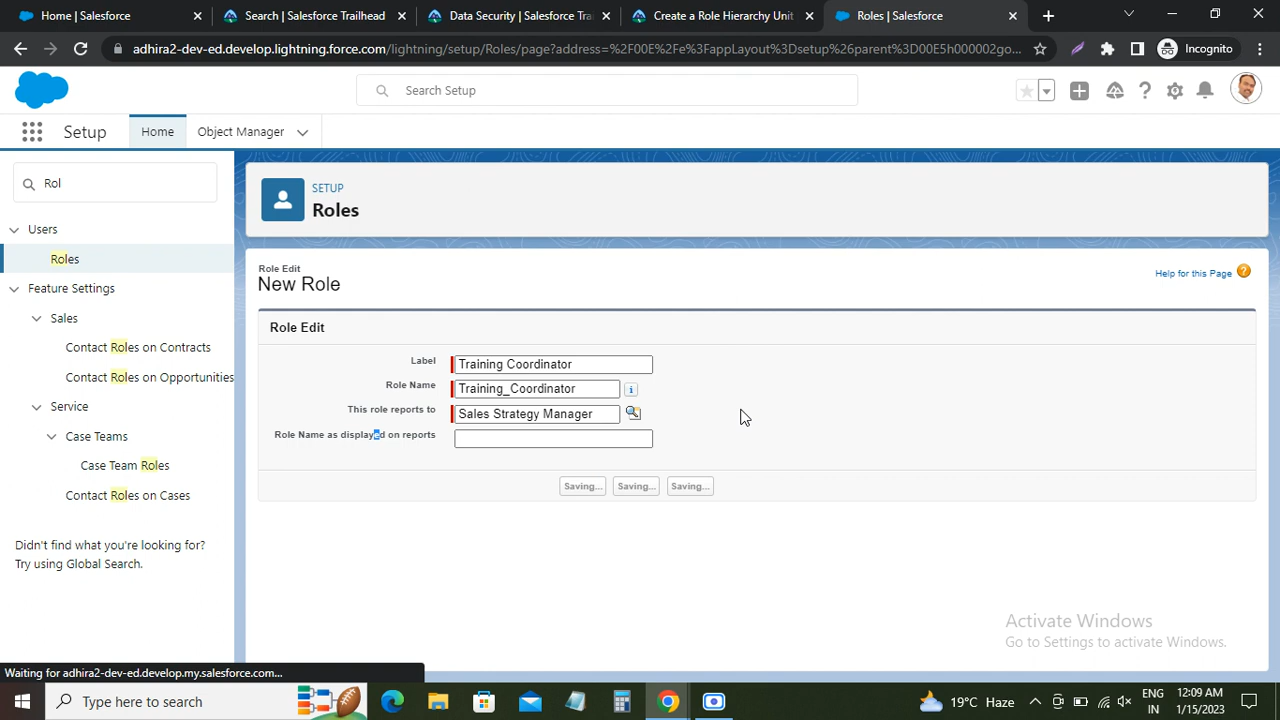 Home | Salesforce
Search | Salesforce Trailhead
Data Security | Salesforce Tra
Create a Role Hierarchy Unit
Roles | Salesforce
adhira2-dev-ed.develop.lightning.force.com/lightning/setup/Roles/page?address=%2F00E%2Fe%3FappLayout%3Dsetup%26parent%3D00E5h000002go...
Incognito
Search Setup
Setup
Home
Object Manager
Rol
Users
Roles
Feature Settings
Sales
Contact Roles on Contracts
Contact Roles on Opportunities
Service
Case Teams
Case Team Roles
Contact Roles on Cases
Didn't find what you're looking for?
Try using Global Search.
SETUP
Roles
Role Edit
New Role
Help for this Page
Role Edit
Label
Training Coordinator
Role Name
Training_Coordinator
This role reports to
Sales Strategy Manager
Role Name as displayed on reports
Saving... Saving... Saving...
Activate Windows
Go to Settings to activate Windows.
Waiting for adhira2-dev-ed.develop.my.salesforce.com...
Type here to search
19°C Haze
ENG
IN
12:09 AM
1/15/2023